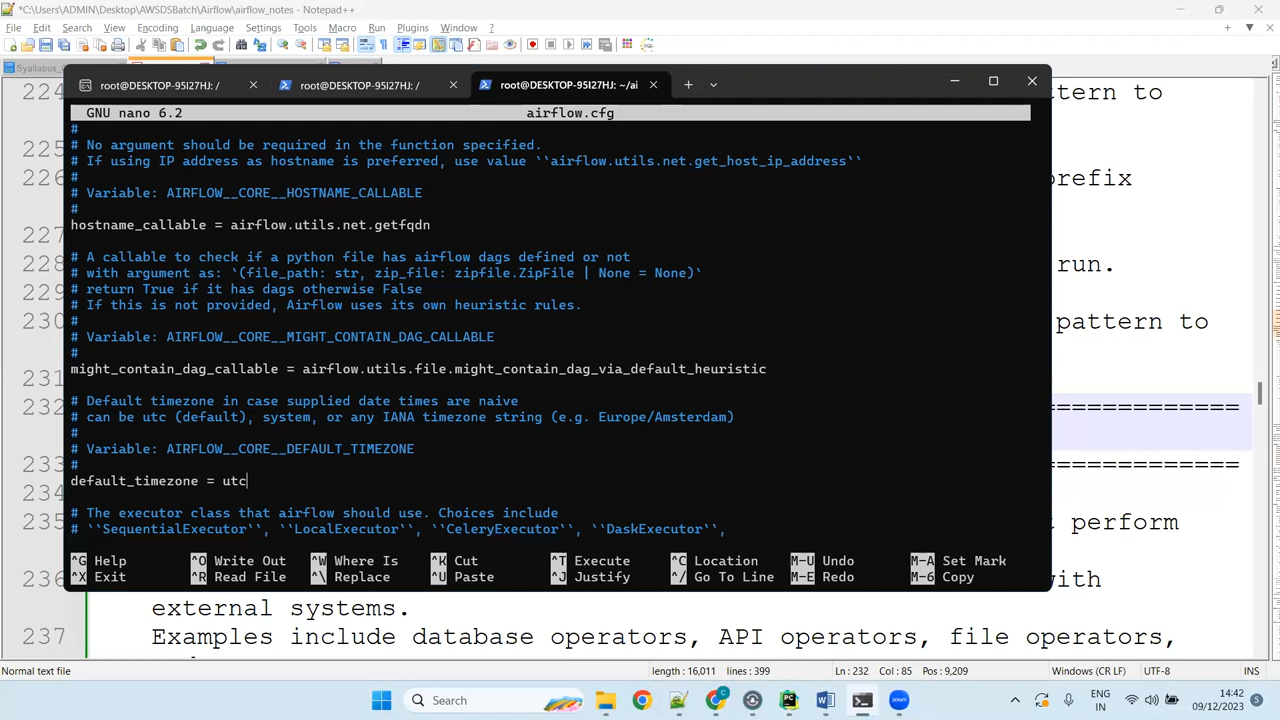 *C:\Users\ADMIN\Desktop\AWSDSBatch\Airflow\airflow_notes - Notepad++
File Edit Search View Encoding Language Settings Tools Macro Run Plugins Window ?
root@DESKTOP-95I27HJ: /
root@DESKTOP-95I27HJ: /
root@DESKTOP-95I27HJ: ~/ai
GNU nano 6.2 airflow.cfg
#
# No argument should be required in the function specified.
# If using IP address as hostname is preferred, use value ``airflow.utils.net.get_host_ip_address``
#
# Variable: AIRFLOW__CORE__HOSTNAME_CALLABLE
#
hostname_callable = airflow.utils.net.getfqdn
# A callable to check if a python file has airflow dags defined or not
# with argument as: `(file_path: str, zip_file: zipfile.ZipFile | None = None)`
# return True if it has dags otherwise False
# If this is not provided, Airflow uses its own heuristic rules.
#
# Variable: AIRFLOW__CORE__MIGHT_CONTAIN_DAG_CALLABLE
#
might_contain_dag_callable = airflow.utils.file.might_contain_dag_via_default_heuristic
# Default timezone in case supplied date times are naive
# can be utc (default), system, or any IANA timezone string (e.g. Europe/Amsterdam)
#
# Variable: AIRFLOW__CORE__DEFAULT_TIMEZONE
#
default_timezone = utc
# The executor class that airflow should use. Choices include
# ``SequentialExecutor``, ``LocalExecutor``, ``CeleryExecutor``, ``DaskExecutor``,
^G Help ^O Write Out ^W Where Is ^K Cut ^T Execute ^C Location M-U Undo M-A Set Mark
^X Exit ^R Read File ^\ Replace ^U Paste ^J Justify ^/ Go To Line M-E Redo M-6 Copy
224 tern to
225
226 prefix
227
228 run.
229
230 pattern to
231
232 =============
233 =============
234
235 t perform
236 with
external systems.
237 Examples include database operators, API operators, file operators,
Normal text file length : 16,011 lines : 399 Ln : 232 Col : 85 Pos : 9,209 Windows (CR LF) UTF-8 INS
Search
ENG
IN
14:42
09/12/2023